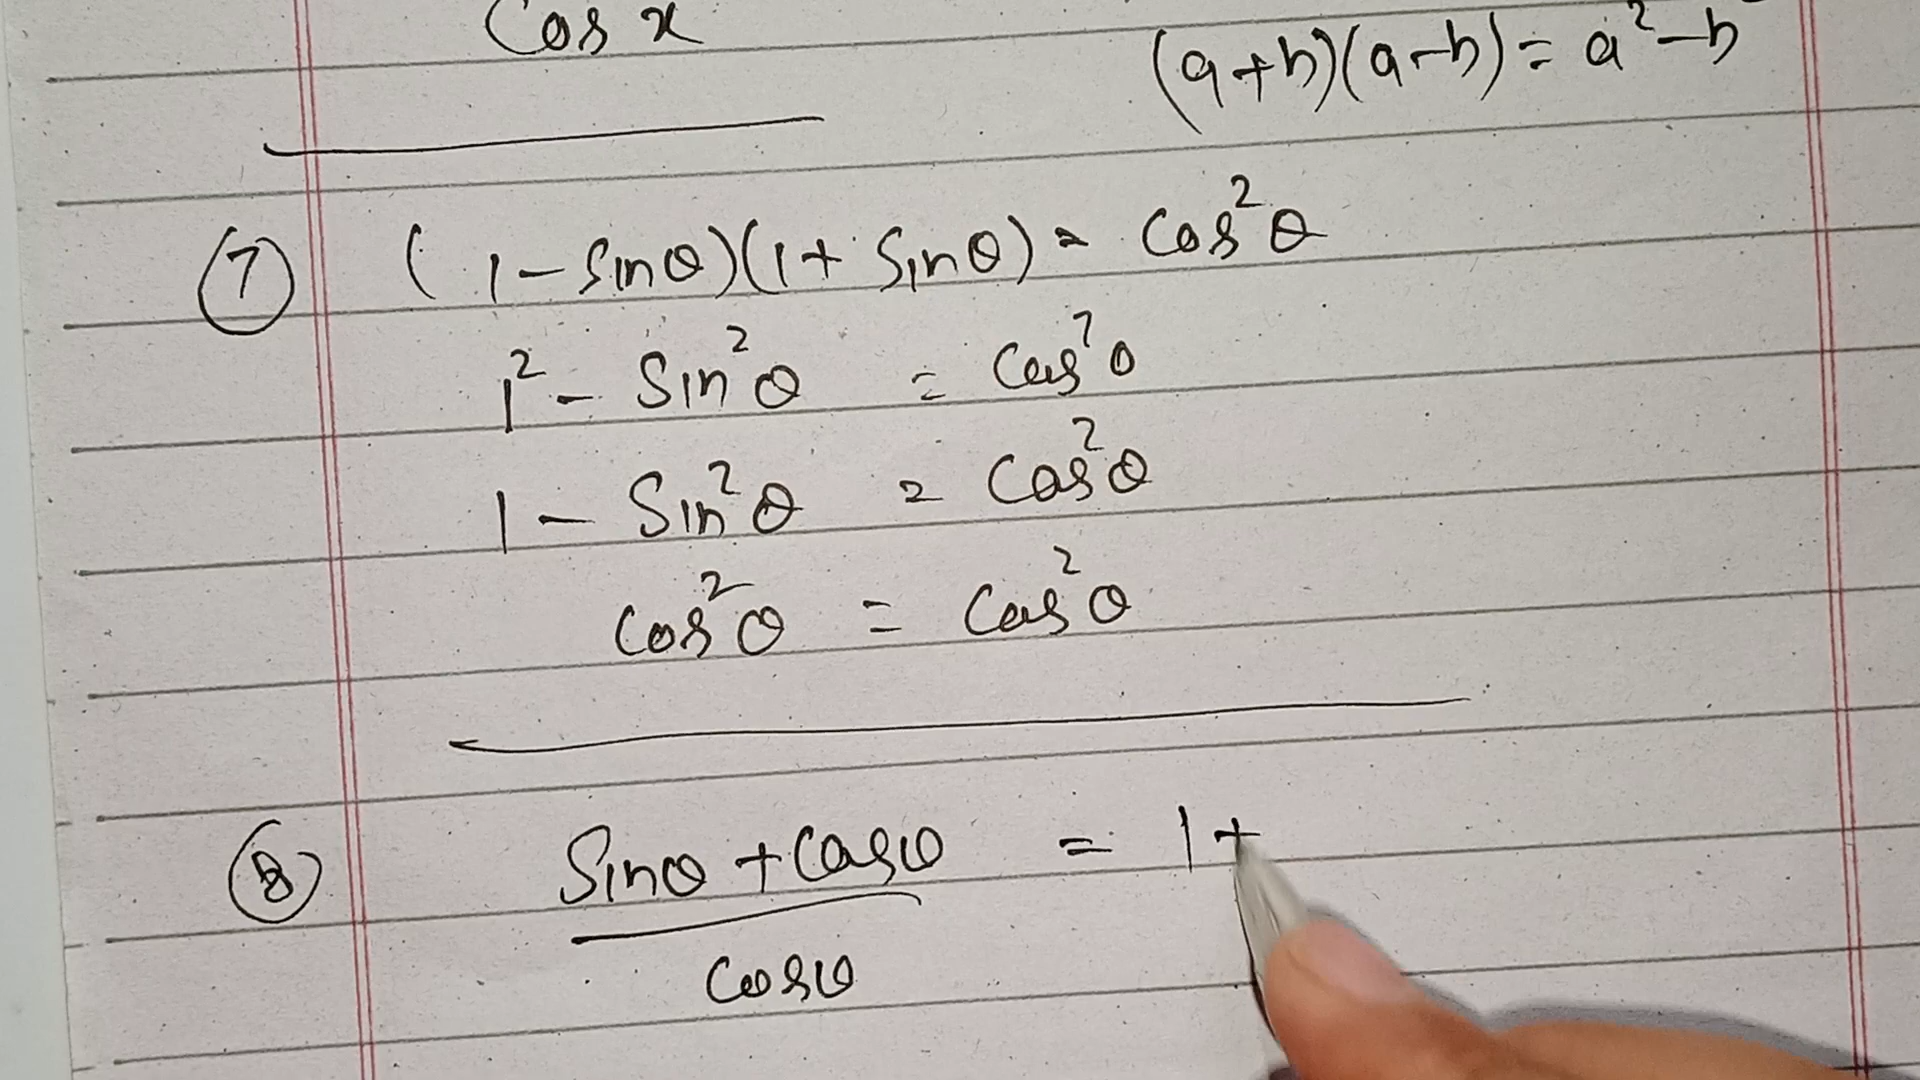 Cos x
(a+b)(a-b) = a²-b
⑦ (1-sinθ)(1+ Sinθ) = Cos²θ
1² - Sin²θ = Cos²θ
1 - Sin²θ = Cos²θ
Cos²θ = Cos²θ
⑧ Sinθ + Cosθ = 1+
Cosθ